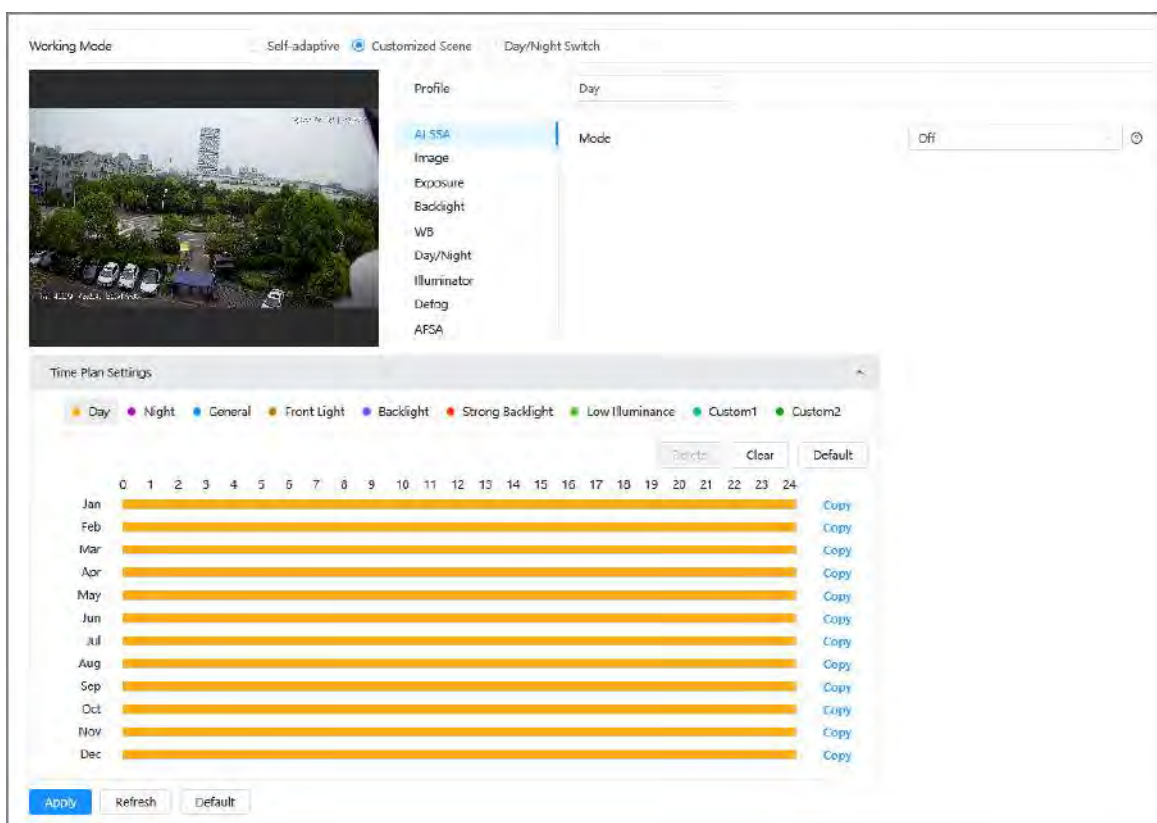 Working Mode Self-adaptive Customized Scene Day/Night Switch
Profile Day
AI SSA Mode Off
Image
Exposure
Backlight
WB
Day/Night
Illuminator
Defog
AFSA
Time Plan Settings
Day Night General Front Light Backlight Strong Backlight Low Illuminance Custom1 Custom2
Delete Clear Default
0 1 2 3 4 5 6 7 8 9 10 11 12 13 14 15 16 17 18 19 20 21 22 23 24
Jan Copy
Feb Copy
Mar Copy
Apr Copy
May Copy
Jun Copy
Jul Copy
Aug Copy
Sep Copy
Oct Copy
Nov Copy
Dec Copy
Apply Refresh Default